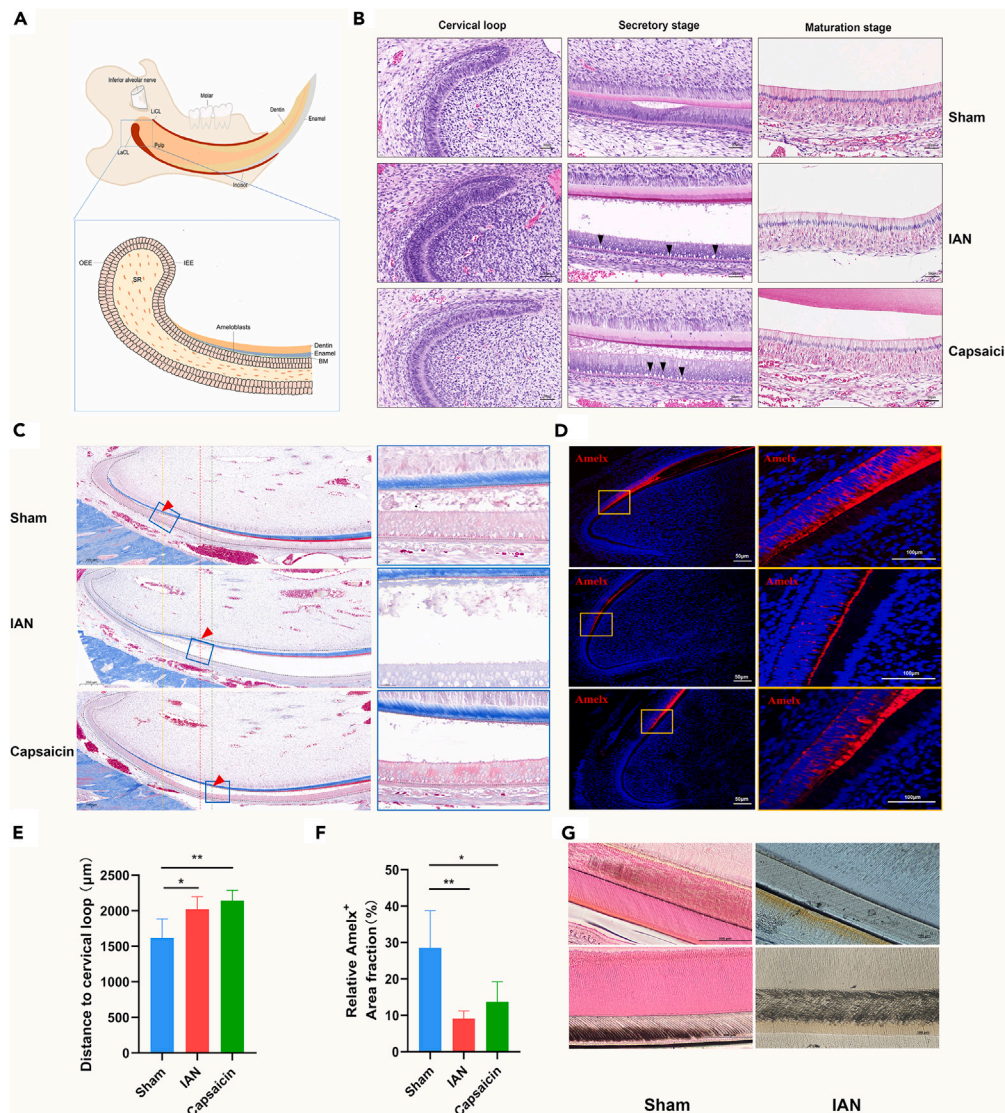 A
Inferior alveolar nerve
Molar
LiCL
Dentin
Enamel
LaCL
Pulp
Incisor
OEE
SR
IEE
Ameloblasts
Dentin
Enamel
BM
B
Cervical loop
Secretory stage
Maturation stage
Sham
IAN
Capsaici
C
Sham
IAN
Capsaicin
D
Amelx
Amelx
50μm
100μm
Amelx
Amelx
50μm
100μm
Amelx
Amelx
50μm
100μm
E
Distance to cervical loop (μm)
2500
2000
1500
1000
500
0
**
*
Sham
IAN
Capsaicin
F
Relative Amelx+
Area fraction(%)
50
40
30
20
10
0
*
**
Sham
IAN
Capsaicin
G
Sham
IAN